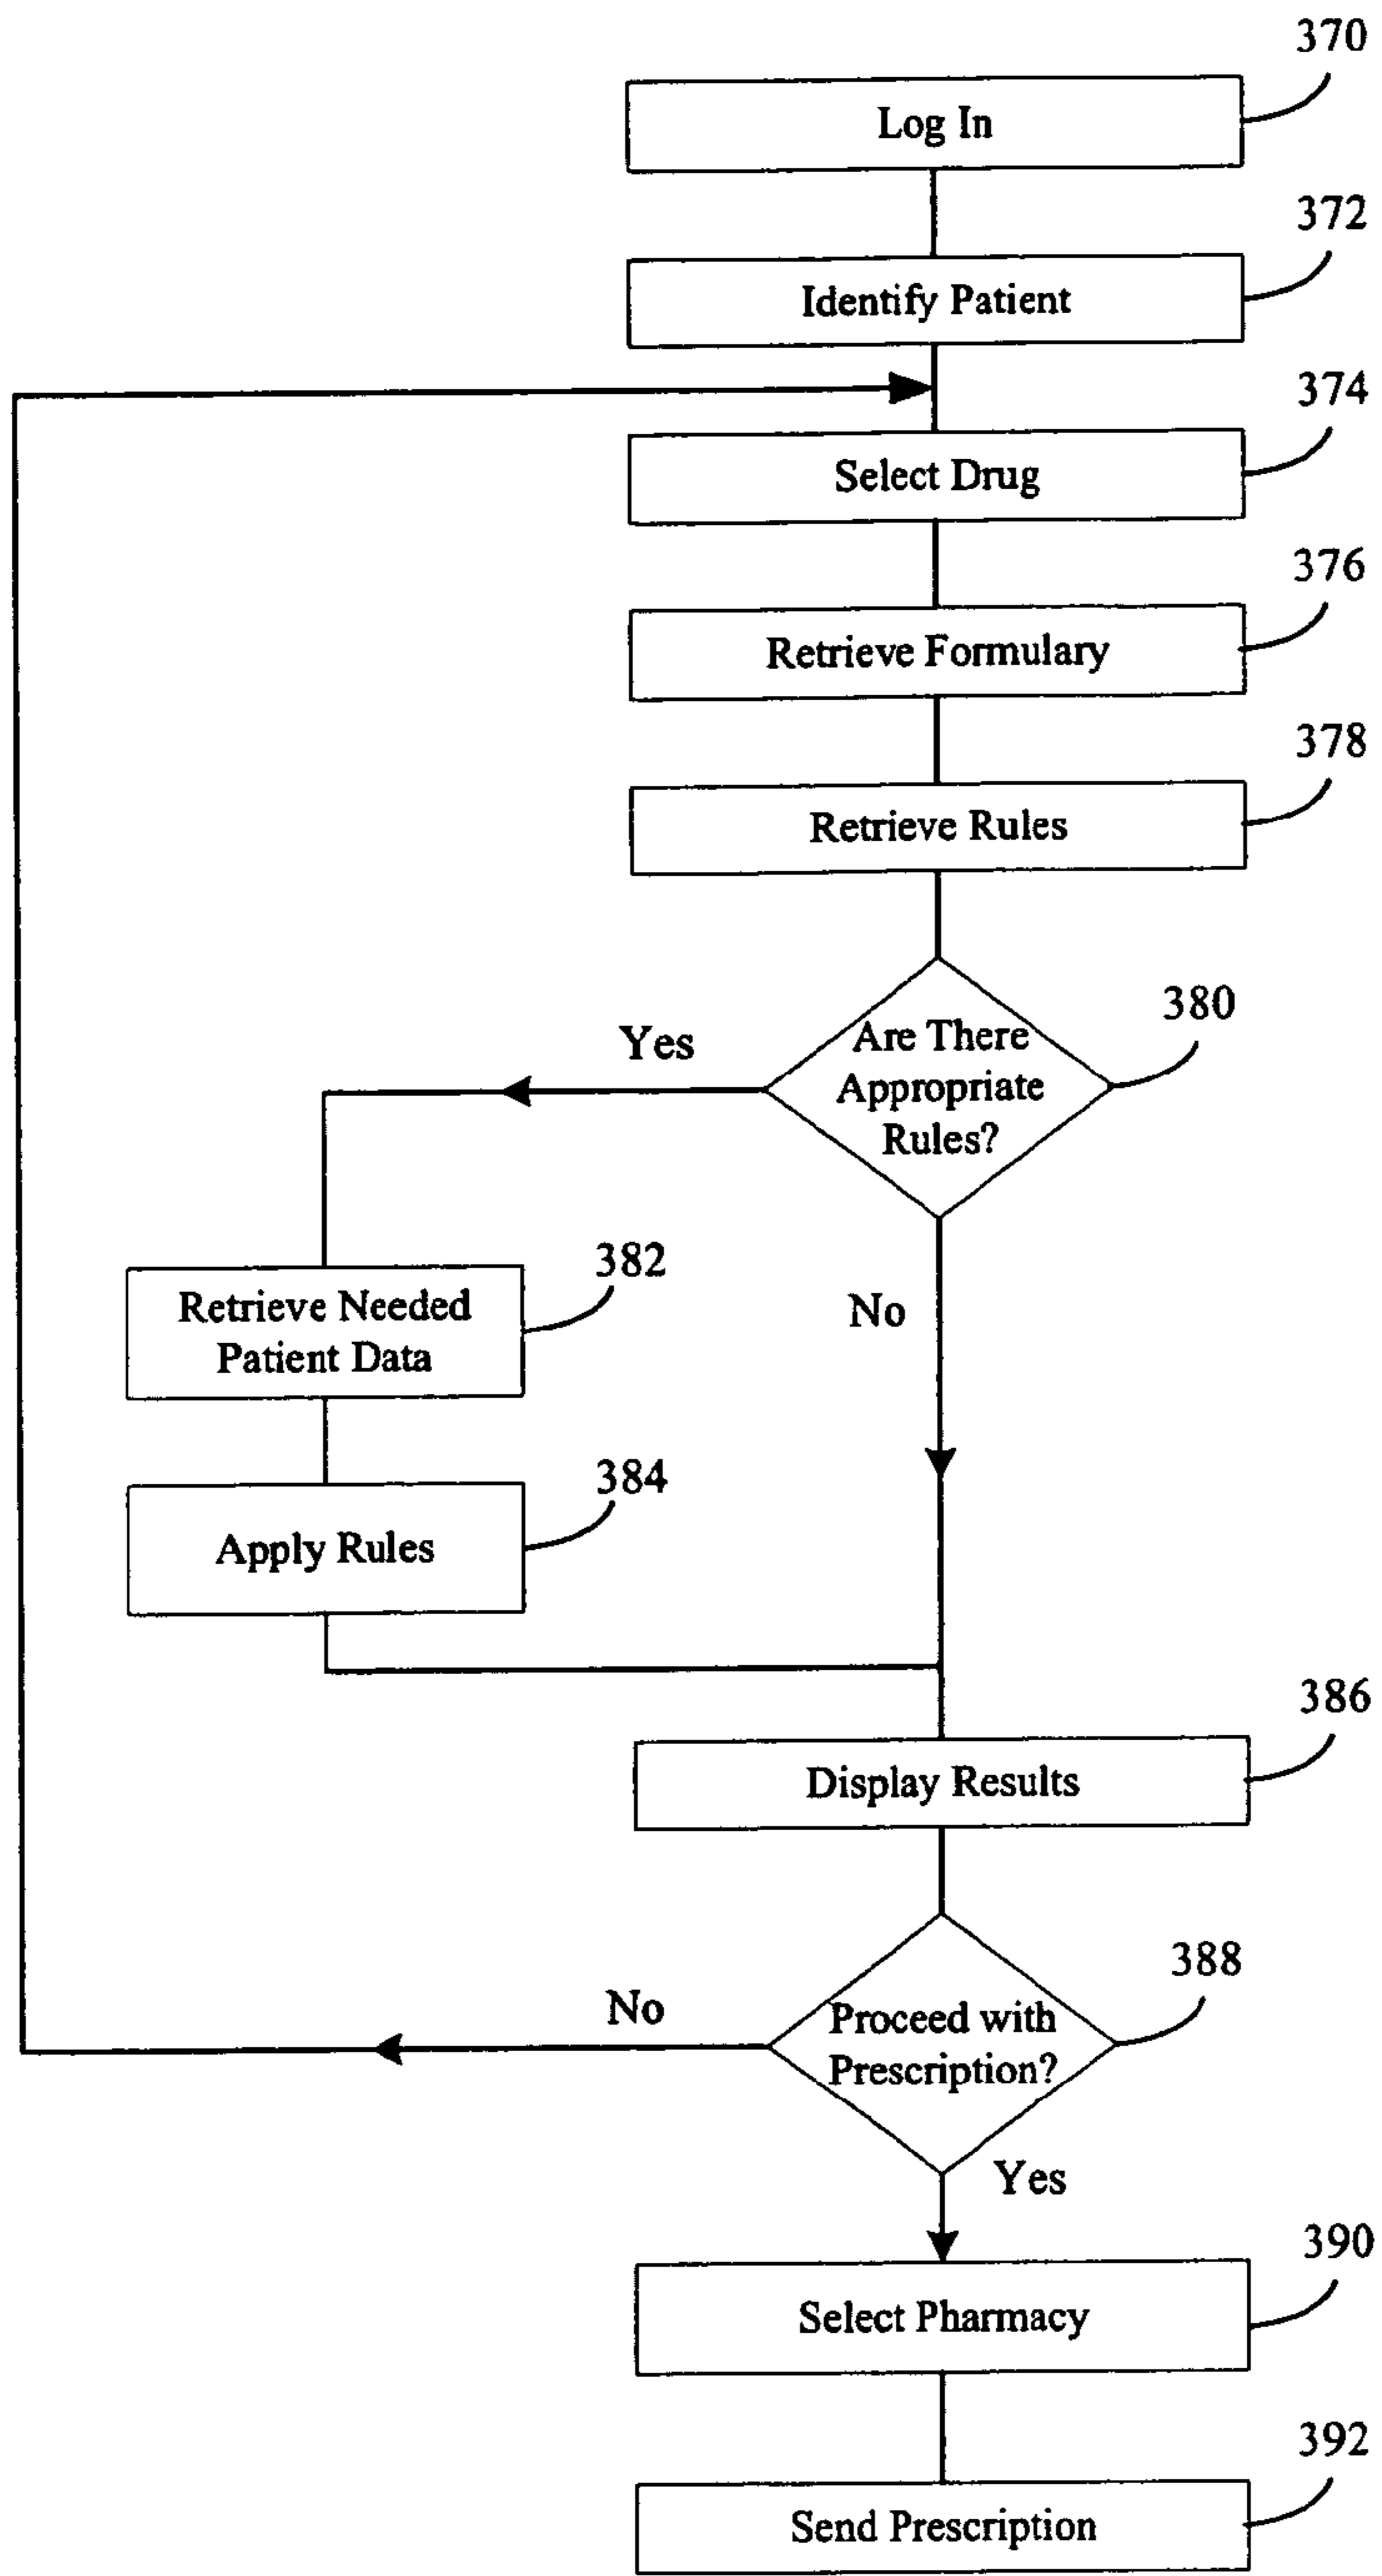 370
Log In
372
Identify Patient
374
Select Drug
376
Retrieve Formulary
378
Retrieve Rules
380
Are There
Appropriate
Rules?
Yes
No
382
Retrieve Needed
Patient Data
384
Apply Rules
386
Display Results
388
Proceed with
Prescription?
No
Yes
390
Select Pharmacy
392
Send Prescription